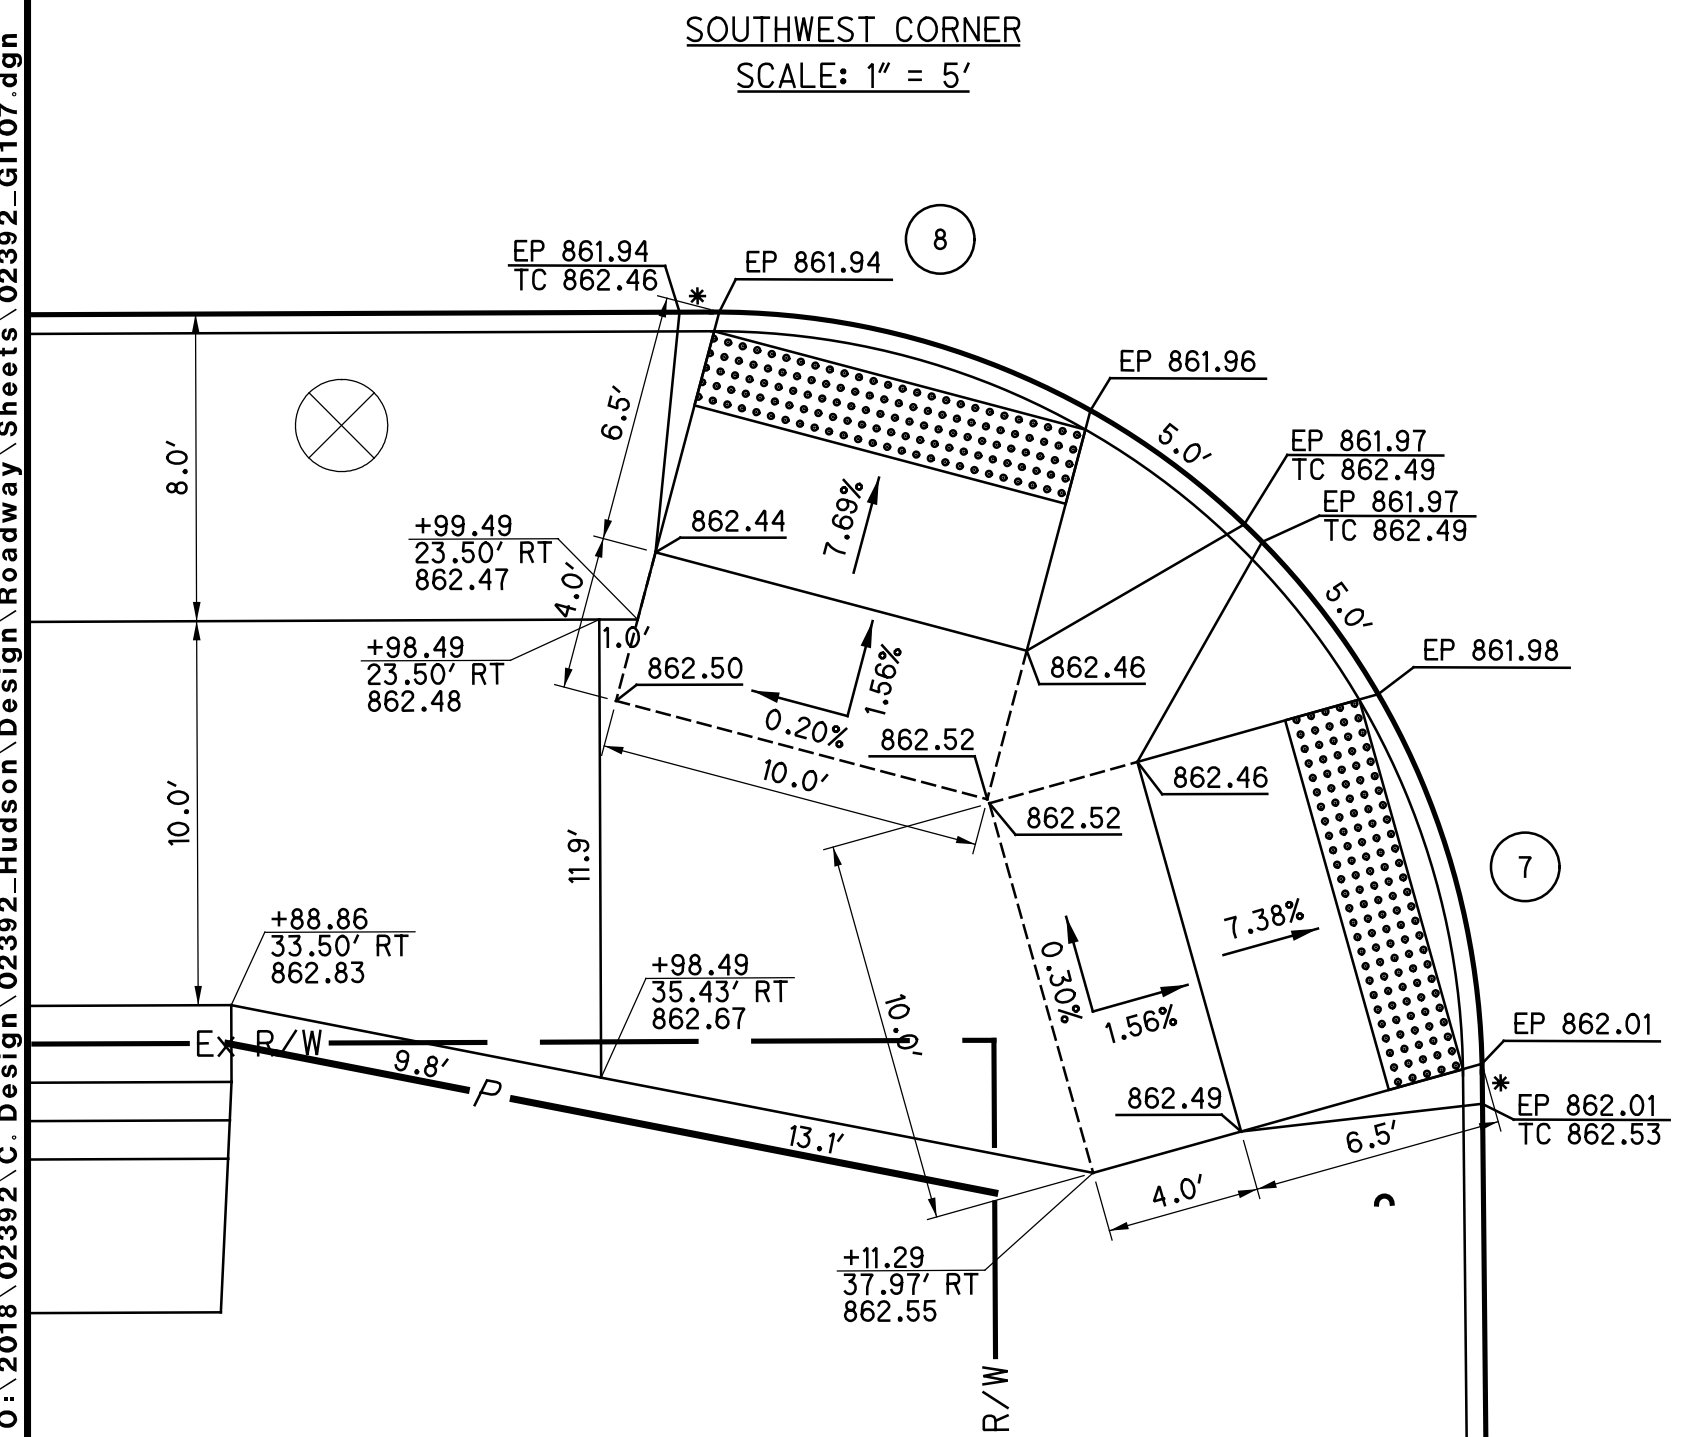 SOUTHWEST CORNER
SCALE: 1" = 5'
O:\2018\02392\C. Design\02392_Hudson\Design\Roadway\Sheets\02392_GI107.dgn
8
EP 861.94
TC 862.46
*
EP 861.94
EP 861.96
5.0'
EP 861.97
TC 862.49
EP 861.97
TC 862.49
6.5'
8.0'
7.69%
+99.49
23.50' RT
862.47
862.44
4.0'
5.0'
1.0'
+98.49
23.50' RT
862.48
862.50
1.56%
0.20%
862.46
EP 861.98
862.52
10.0'
862.46
862.52
10.0'
11.9'
7
7.38%
+88.86
33.50' RT
862.83
+98.49
35.43' RT
862.67
0.30%
1.56%
10.0'
Ex R/W
9.8'
P
13.1'
862.49
EP 862.01
*
EP 862.01
TC 862.53
6.5'
4.0'
+11.29
37.97' RT
862.55
R/W